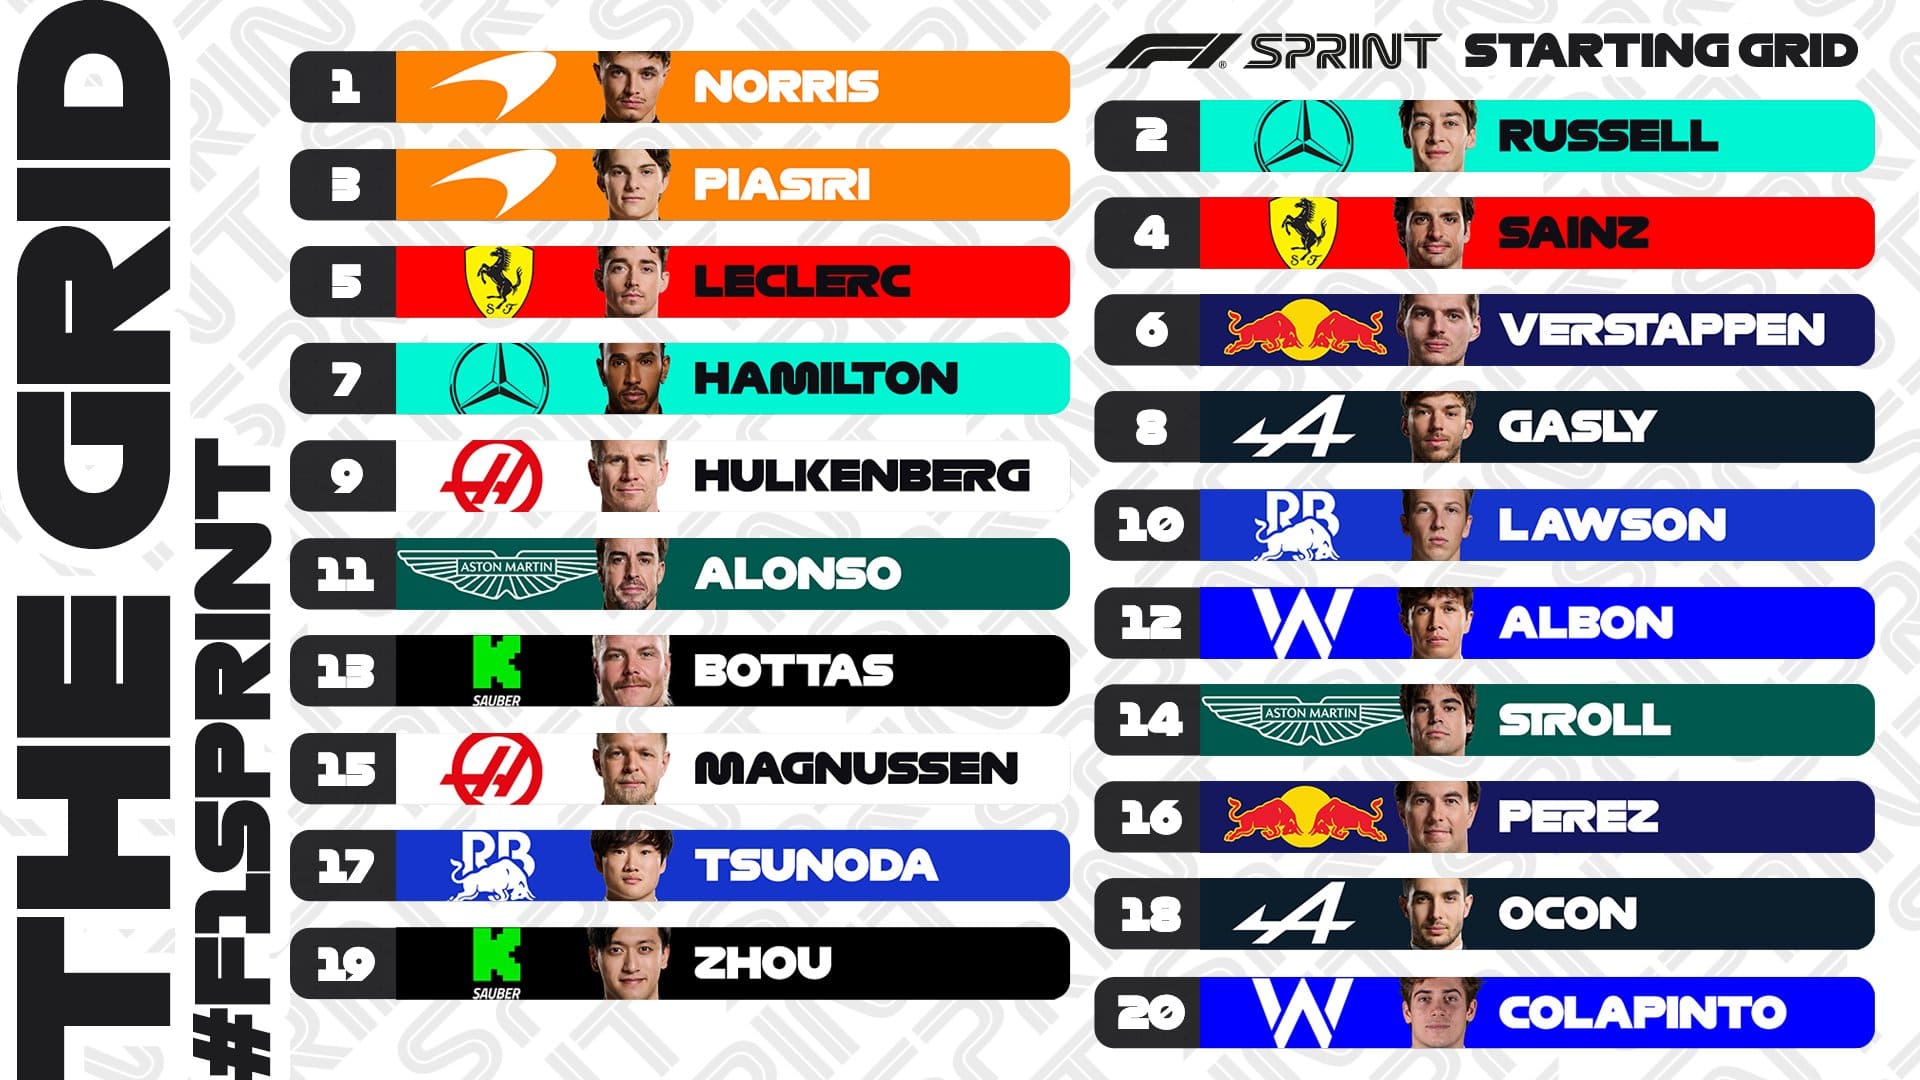 THE GRID
#F1SPRINT
F1 SPRINT STARTING GRID
1 NORRIS
2 RUSSELL
3 PIASTRI
4 S F SAINZ
5 S F LECLERC
6 VERSTAPPEN
7 HAMILTON
8 A GASLY
9 H HULKENBERG
10 RB LAWSON
11 ASTON MARTIN ALONSO
12 W ALBON
13 K SAUBER BOTTAS
14 ASTON MARTIN STROLL
15 H MAGNUSSEN
16 PEREZ
17 RB TSUNODA
18 A OCON
19 K SAUBER ZHOU
20 W COLAPINTO